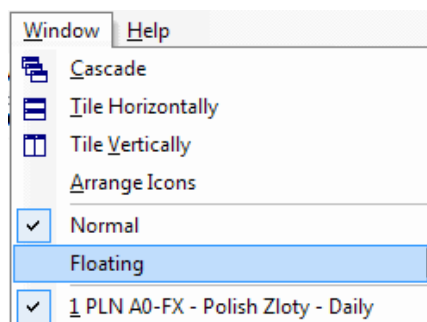 Window Help
Cascade
Tile Horizontally
Tile Vertically
Arrange Icons
Normal
Floating
1 PLN A0-FX - Polish Zloty - Daily